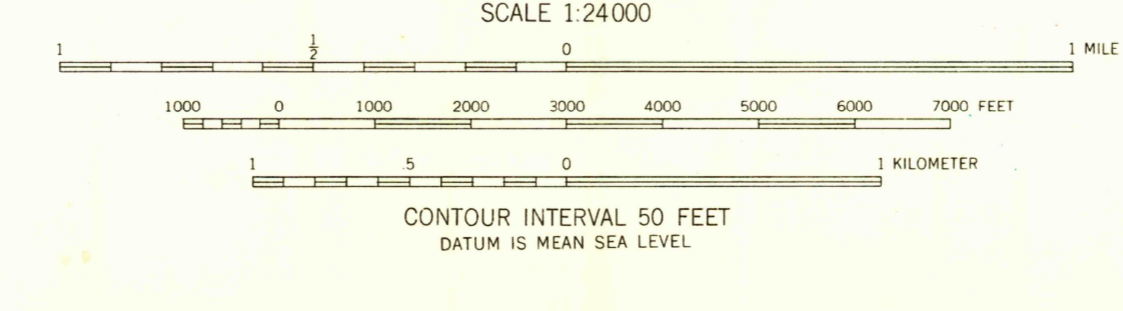 SCALE 1:24000
1 1/2 0 1 MILE
1000 0 1000 2000 3000 4000 5000 6000 7000 FEET
1 .5 0 1 KILOMETER
CONTOUR INTERVAL 50 FEET
DATUM IS MEAN SEA LEVEL